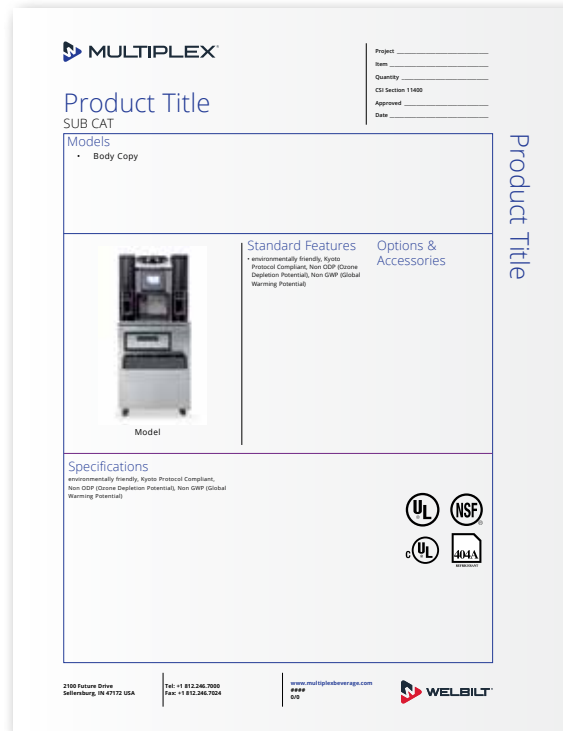 MULTIPLEX®
Project
Item
Quantity
CSI Section 11400
Approved
Date
Product Title
SUB CAT
Models
• Body Copy
Product Title
Model
Standard Features
• environmentally friendly, Kyoto
Protocol Compliant, Non ODP (Ozone
Depletion Potential), Non GWP (Global
Warming Potential)
Options &
Accessories
Specifications
environmentally friendly, Kyoto Protocol Compliant,
Non ODP (Ozone Depletion Potential), Non GWP (Global
Warming Potential)
UL
NSF®
C UL
404A
REFRIGERANT
2100 Future Drive
Sellersburg, IN 47172 USA
Tel: +1 812.246.7000
Fax: +1 812.246.7024
www.multiplexbeverage.com
####
0/0
WELBILT